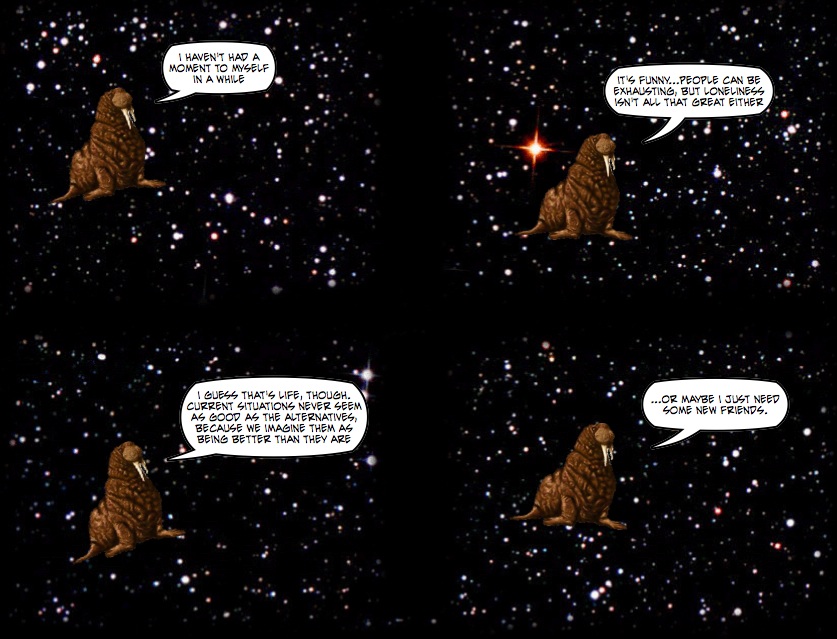 I HAVEN'T HAD A
MOMENT TO MYSELF
IN A WHILE
IT'S FUNNY...PEOPLE CAN BE
EXHAUSTING, BUT LONELINESS
ISN'T ALL THAT GREAT EITHER
I GUESS THAT'S LIFE, THOUGH.
CURRENT SITUATIONS NEVER SEEM
AS GOOD AS THE ALTERNATIVES,
BECAUSE WE IMAGINE THEM AS
BEING BETTER THAN THEY ARE
...OR MAYBE I JUST NEED
SOME NEW FRIENDS.